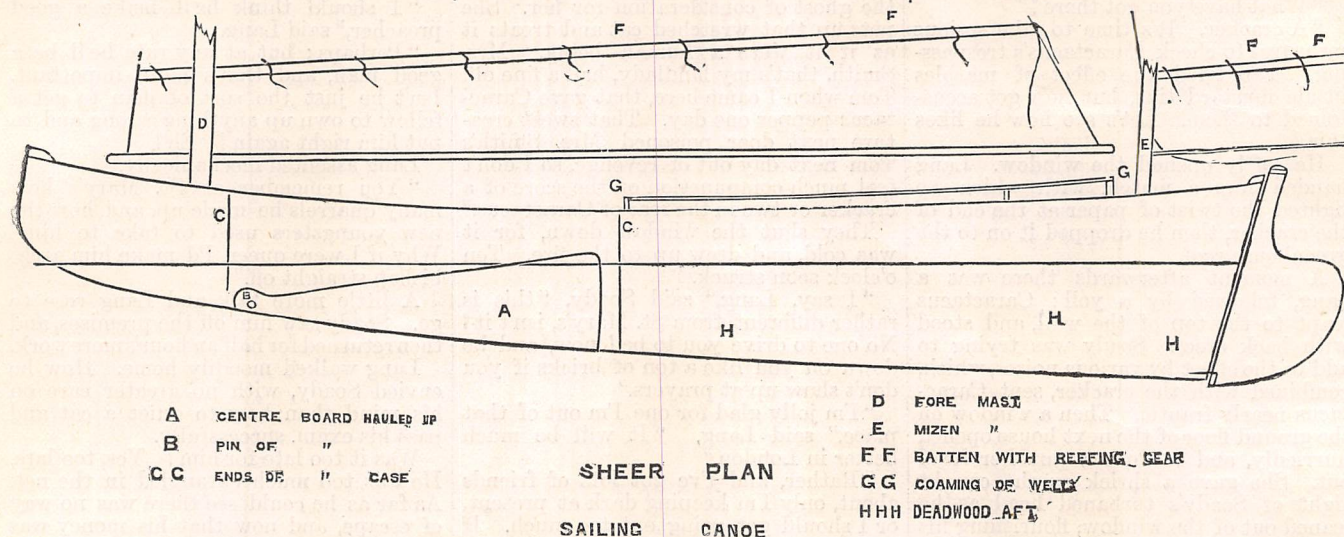 F F F F
D E
G G
C C
B A
H H H
A CENTRE BOARD HAULED UP
B PIN OF "
C C ENDS OF " CASE
D FORE MAST
E MIZEN "
F F BATTEN WITH REEFING GEAR
G G COAMING OF WELL
H H H DEADWOOD AFT
SHEER PLAN
SAILING CANOE